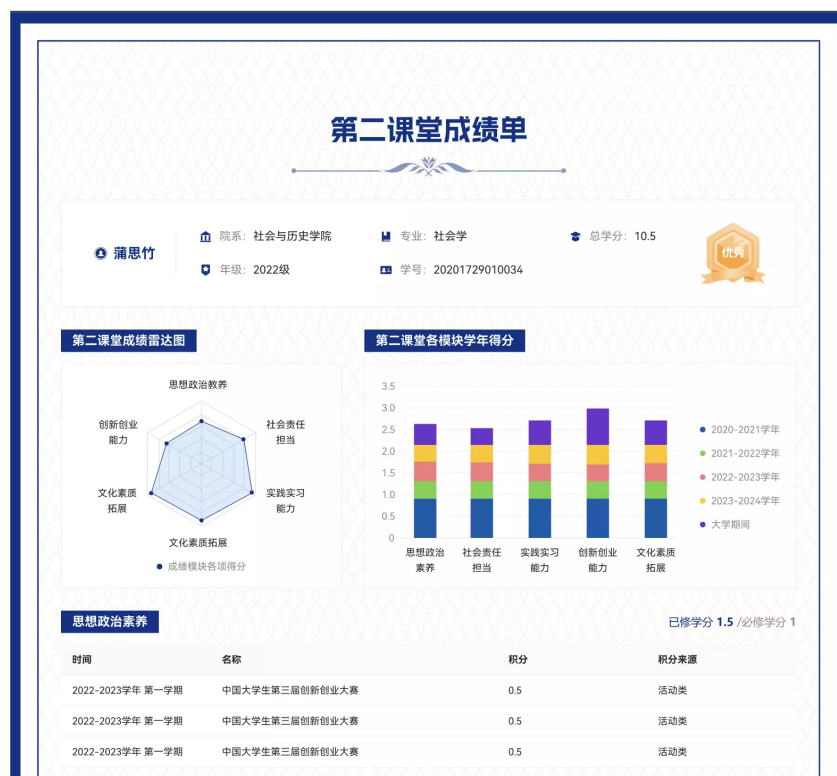 第二课堂成绩单
蒲思竹
院系: 社会与历史学院
专业: 社会学
总学分: 10.5
年级: 2022级
学号: 20201729010034
优秀
第二课堂成绩雷达图
思想政治教养
社会责任
担当
实践实习
能力
文化素质拓展
文化素质
拓展
创新创业
能力
成绩模块各项得分
第二课堂各模块学年得分
3.5
3.0
2.5
2.0
1.5
1.0
0.5
0
思想政治
素养
社会责任
担当
实践实习
能力
创新创业
能力
文化素质
拓展
2020-2021学年
2021-2022学年
2022-2023学年
2023-2024学年
大学期间
思想政治素养
已修学分 1.5 /必修学分 1
时间 名称 积分 积分来源
2022-2023学年 第一学期 中国大学生第三届创新创业大赛 0.5 活动类
2022-2023学年 第一学期 中国大学生第三届创新创业大赛 0.5 活动类
2022-2023学年 第一学期 中国大学生第三届创新创业大赛 0.5 活动类